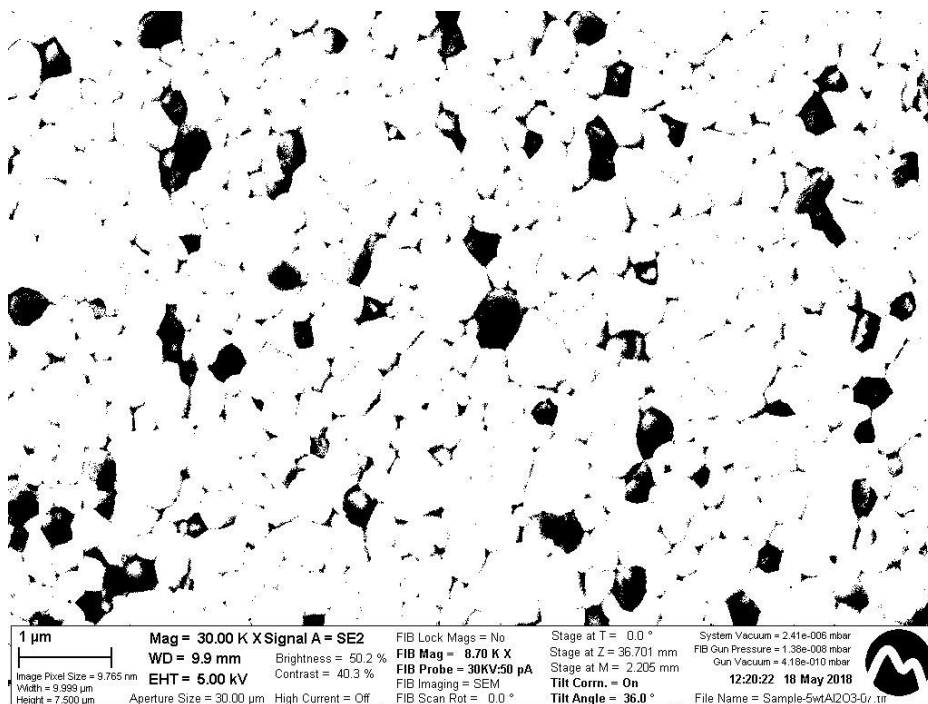 1 µm
Image Pixel Size = 9.765 nm
Width = 9.999 µm
Height = 7.500 µm
Mag = 30.00 K X Signal A = SE2
WD = 9.9 mm
EHT = 5.00 kV
Brightness = 50.2 %
Contrast = 40.3 %
Aperture Size = 30.00 µm High Current = Off
FIB Lock Mags = No
FIB Mag = 8.70 K X
FIB Probe = 30KV:50 pA
FIB Imaging = SEM
FIB Scan Rot = 0.0 °
Stage at T = 0.0 °
Stage at Z = 36.701 mm
Stage at M = 2.205 mm
Tilt Corrn. = On
Tilt Angle = 36.0 °
System Vacuum = 2.41e-006 mbar
FIB Gun Pressure = 1.38e-008 mbar
Gun Vacuum = 4.18e-010 mbar
12:20:22 18 May 2018
File Name =